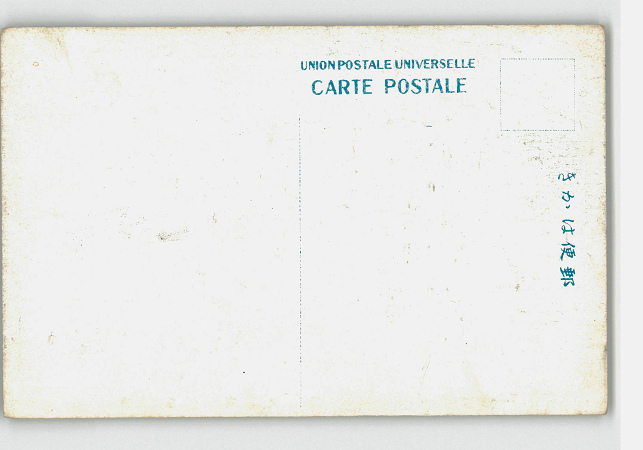 UNION POSTALE UNIVERSELLE
CARTE POSTALE
きかは便郵